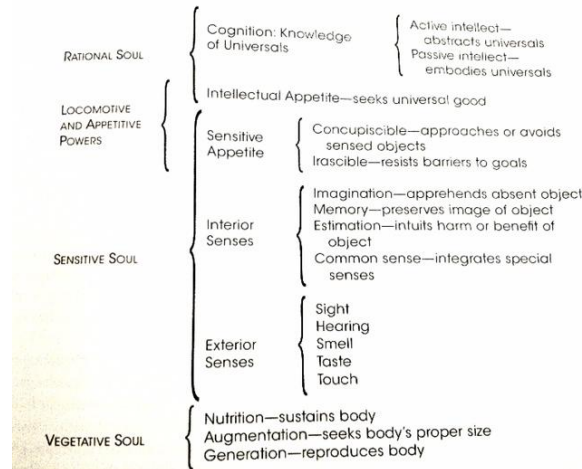 RATIONAL SOUL
Cognition: Knowledge
of Universals
Active intellect—
abstracts universals
Passive intellect—
embodies universals
Intellectual Appetite—seeks universal good
LOCOMOTIVE
AND APPETITIVE
POWERS
Sensitive
Appetite
Concupiscible—approaches or avoids
sensed objects
Irascible—resists barriers to goals
SENSITIVE SOUL
Interior
Senses
Imagination—apprehends absent object
Memory—preserves image of object
Estimation—intuits harm or benefit of
object
Common sense—integrates special
senses
Exterior
Senses
Sight
Hearing
Smell
Taste
Touch
VEGETATIVE SOUL
Nutrition—sustains body
Augmentation—seeks body's proper size
Generation—reproduces body